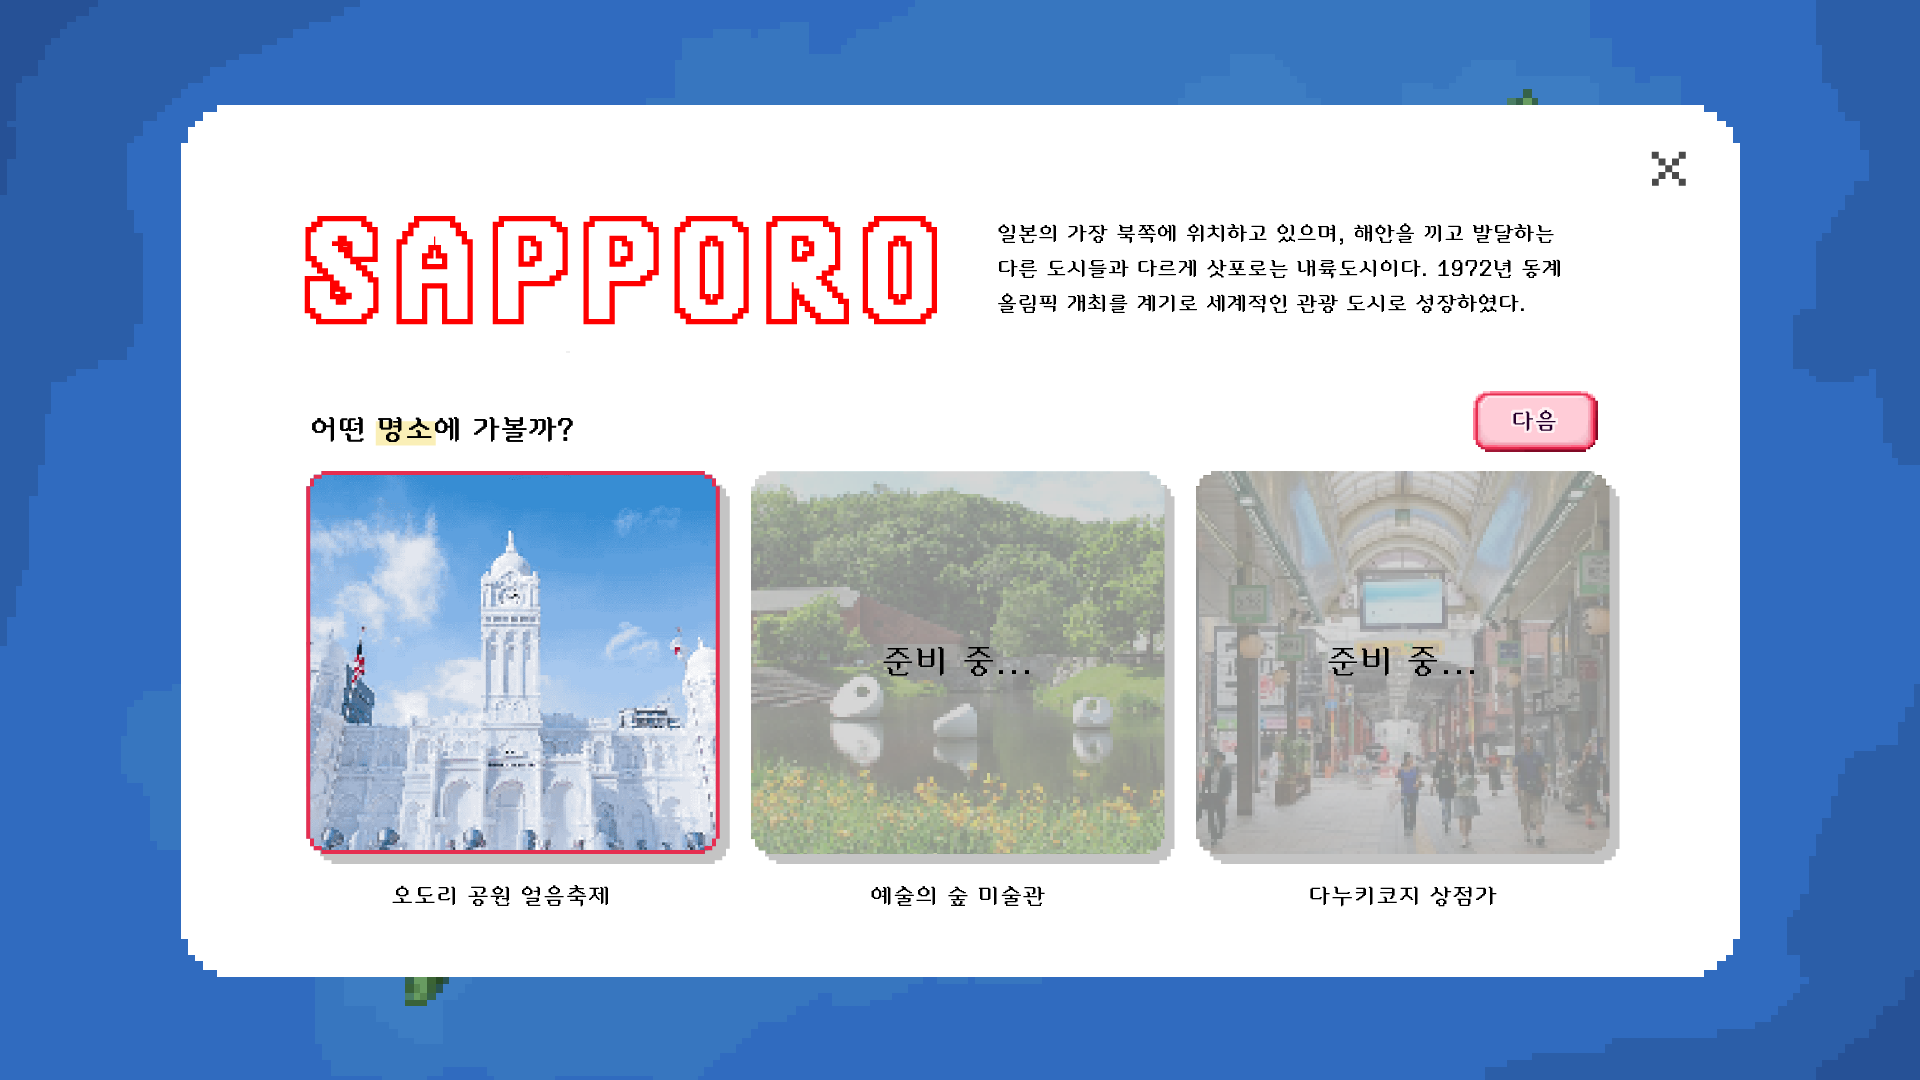 SAPPORO
일본의 가장 북쪽에 위치하고 있으며, 해안을 끼고 발달하는
다른 도시들과 다르게 삿포로는 내륙도시이다. 1972년 동계
올림픽 개최를 계기로 세계적인 관광 도시로 성장하였다.
어떤 명소에 가볼까?
다음
준비 중...
준비 중...
오도리 공원 얼음축제
예술의 숲 미술관
다누키코지 상점가